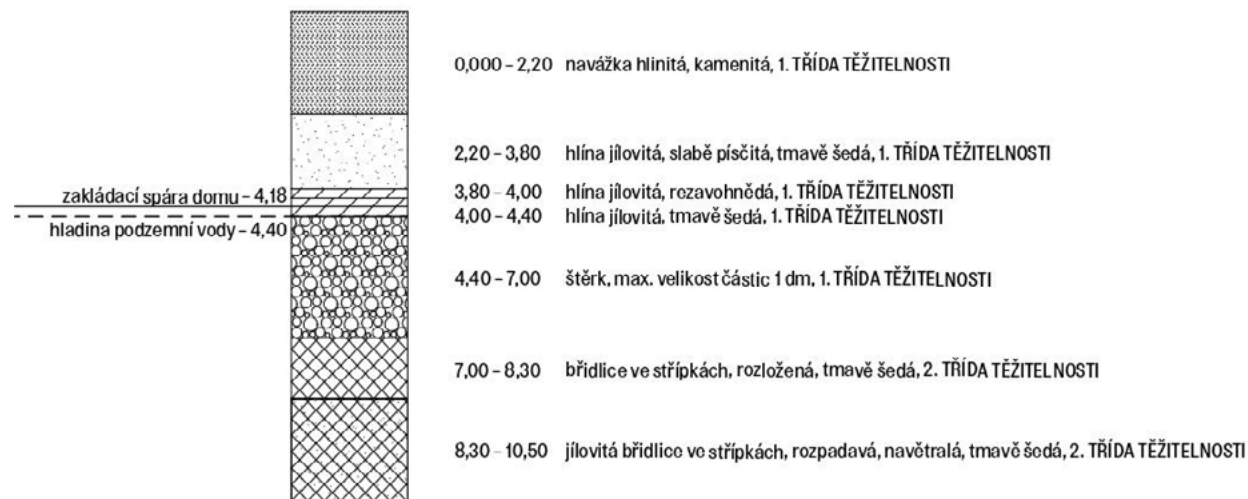 0,000 – 2,20 navážka hlinitá, kamenitá, 1. TŘÍDA TĚŽITELNOSTI
2,20 – 3,80 hlína jílovitá, slabě písčitá, tmavě šedá, 1. TŘÍDA TĚŽITELNOSTI
zakládací spára domu – 4,18
3,80 – 4,00 hlína jílovitá, rezavohnědá, 1. TŘÍDA TĚŽITELNOSTI
4,00 – 4,40 hlína jílovitá, tmavě šedá, 1. TŘÍDA TĚŽITELNOSTI
hladina podzemní vody – 4,40
4,40 – 7,00 štěrk, max. velikost částic 1 dm, 1. TŘÍDA TĚŽITELNOSTI
7,00 – 8,30 břidlice ve střípkách, rozložená, tmavě šedá, 2. TŘÍDA TĚŽITELNOSTI
8,30 – 10,50 jílovitá břidlice ve střípkách, rozpadavá, navětralá, tmavě šedá, 2. TŘÍDA TĚŽITELNOSTI